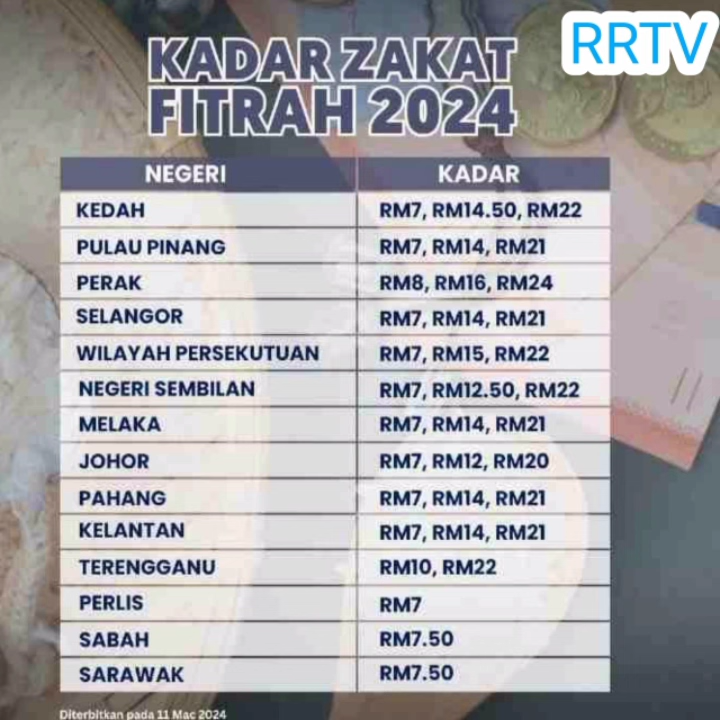 RRTV
KADAR ZAKAT
FITRAH 2024
NEGERI KADAR
KEDAH RM7, RM14.50, RM22
PULAU PINANG RM7, RM14, RM21
PERAK RM8, RM16, RM24
SELANGOR RM7, RM14, RM21
WILAYAH PERSEKUTUAN RM7, RM15, RM22
NEGERI SEMBILAN RM7, RM12.50, RM22
MELAKA RM7, RM14, RM21
JOHOR RM7, RM12, RM20
PAHANG RM7, RM14, RM21
KELANTAN RM7, RM14, RM21
TERENGGANU RM10, RM22
PERLIS RM7
SABAH RM7.50
SARAWAK RM7.50
Diterbitkan pada 11 Mac 2024